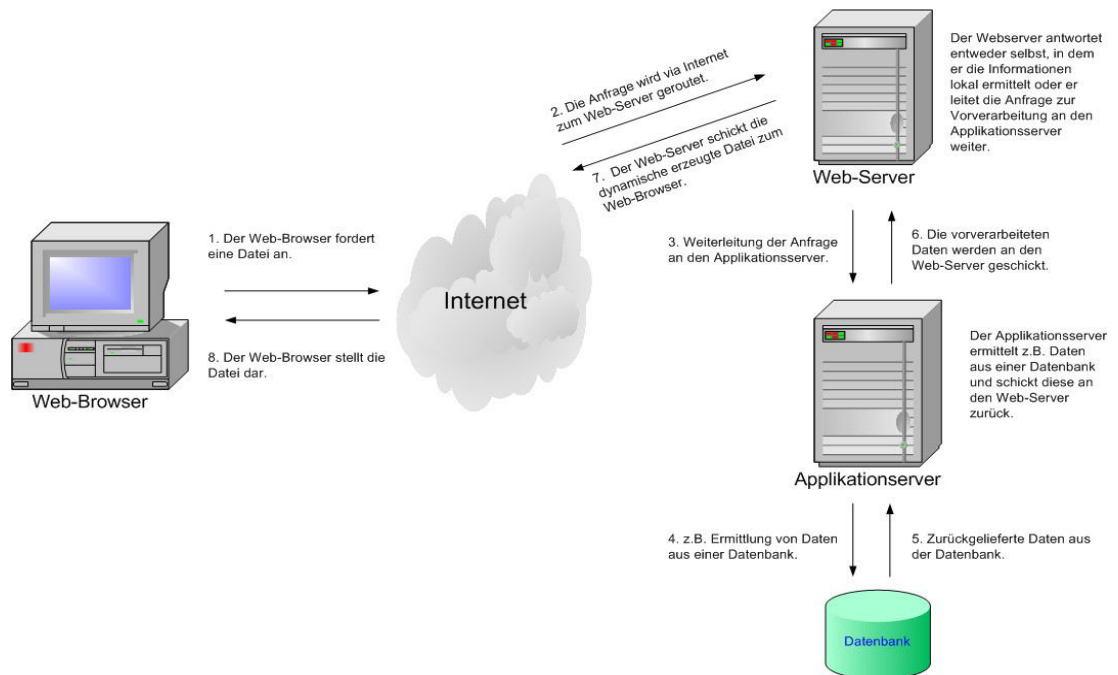 Der Webserver antwortet
entweder selbst, in dem
er die Informationen
lokal ermittelt oder er
leitet die Anfrage zur
Vorverarbeitung an den
Applikationsserver
weiter.
2. Die Anfrage wird via Internet
zum Web-Server geroutet.
7. Der Web-Server schickt die
dynamische erzeugte Datei zum
Web-Browser.
Web-Server
1. Der Web-Browser fordert
eine Datei an.
3. Weiterleitung der Anfrage
an den Applikationsserver.
6. Die vorverarbeiteten
Daten werden an den
Web-Server geschickt.
Internet
8. Der Web-Browser stellt die
Datei dar.
Web-Browser
Der Applikationsserver
ermittelt z.B. Daten
aus einer Datenbank
und schickt diese an
den Web-Server
zurück.
Applikationserver
4. z.B. Ermittlung von Daten
aus einer Datenbank.
5. Zurückgelieferte Daten aus
der Datenbank.
Datenbank